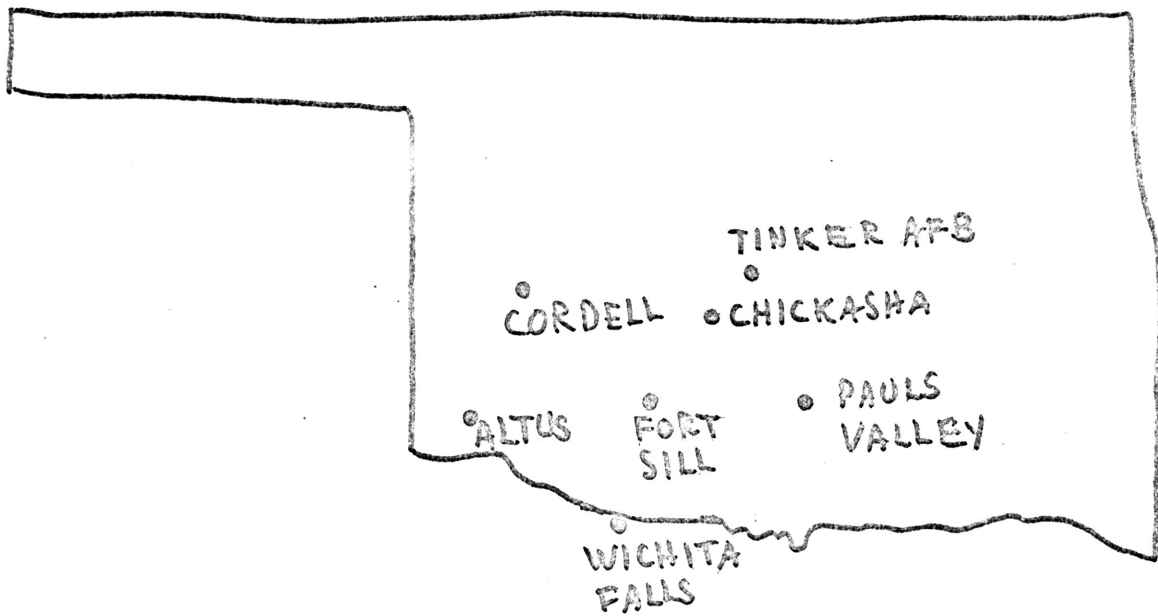 TINKER AFB
CORDELL
CHICKASHA
ALTUS
FORT
SILL
PAULS
VALLEY
WICHITA
FALLS